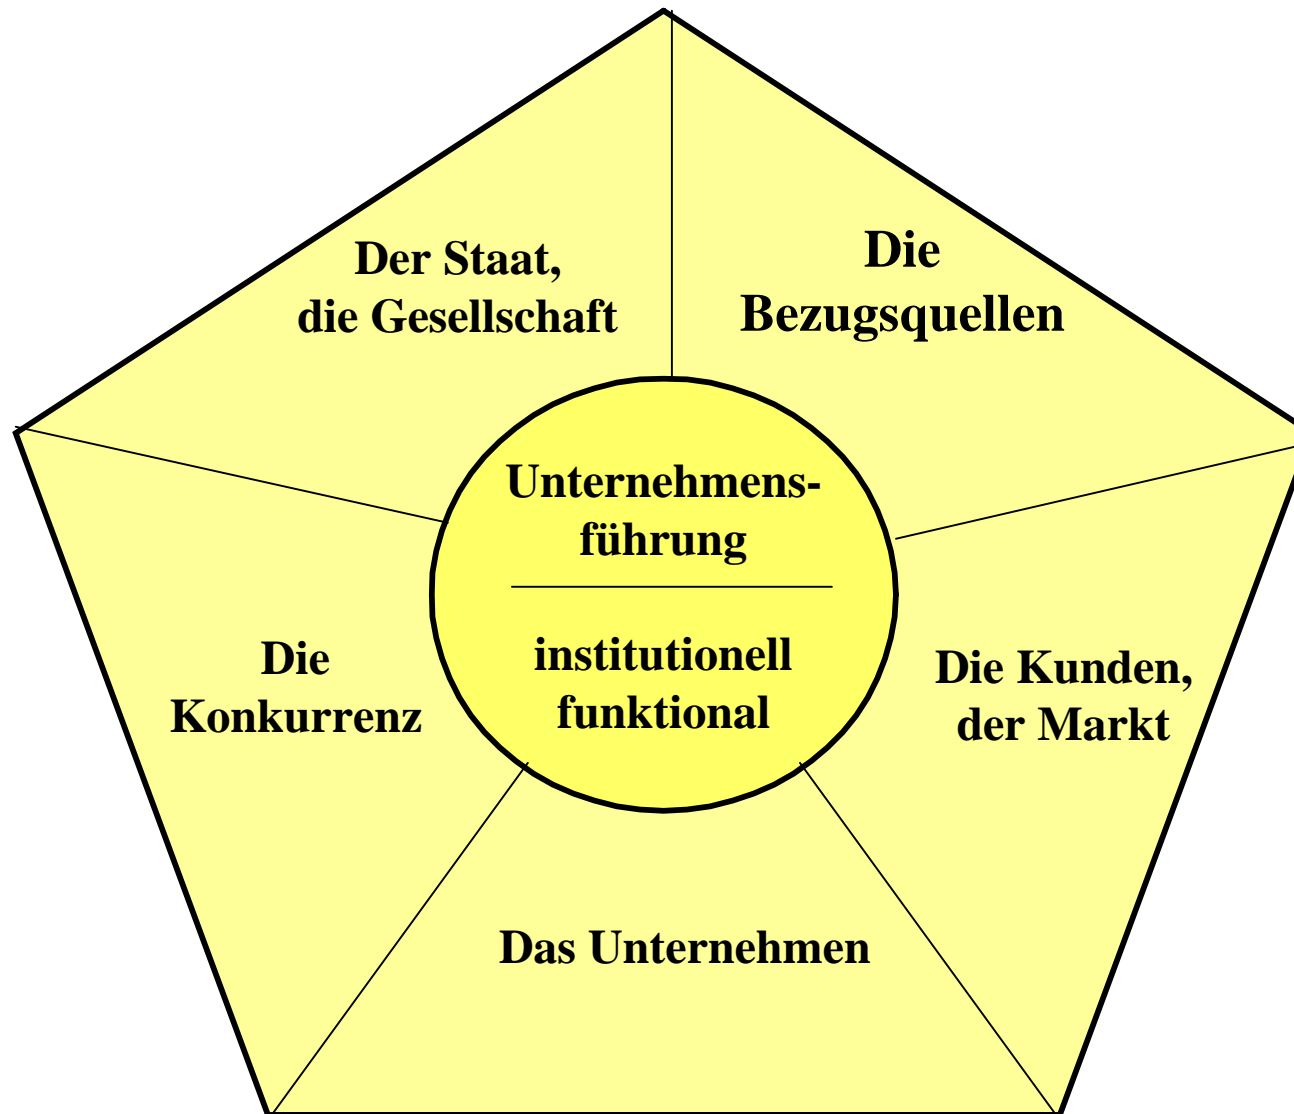 Der Staat,
die Gesellschaft
Die
Bezugsquellen
Unternehmens-
führung
institutionell
funktional
Die
Konkurrenz
Die Kunden,
der Markt
Das Unternehmen